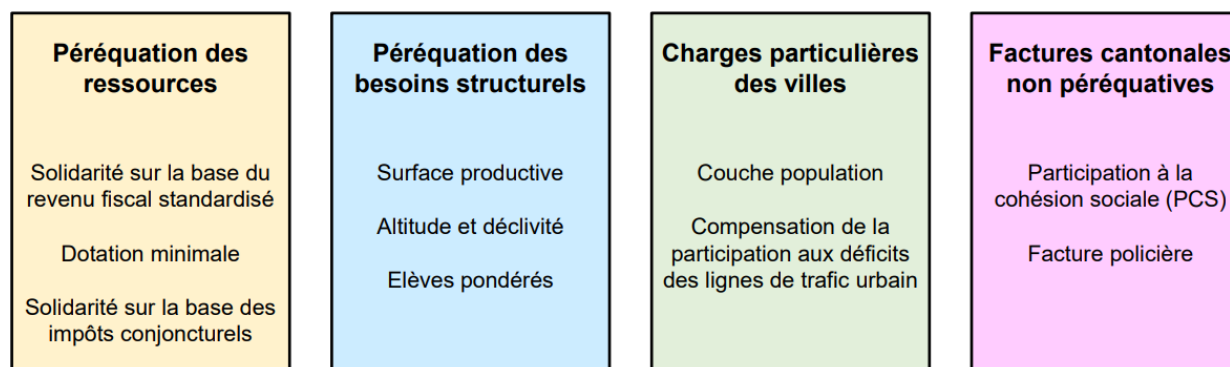 Péréquation des
ressources
Solidarité sur la base du
revenu fiscal standardisé
Dotation minimale
Solidarité sur la base des
impôts conjoncturels
Péréquation des
besoins structurels
Surface productive
Altitude et déclivité
Elèves pondérés
Charges particulières
des villes
Couche population
Compensation de la
participation aux déficits
des lignes de trafic urbain
Factures cantonales
non péréquatives
Participation à la
cohésion sociale (PCS)
Facture policière